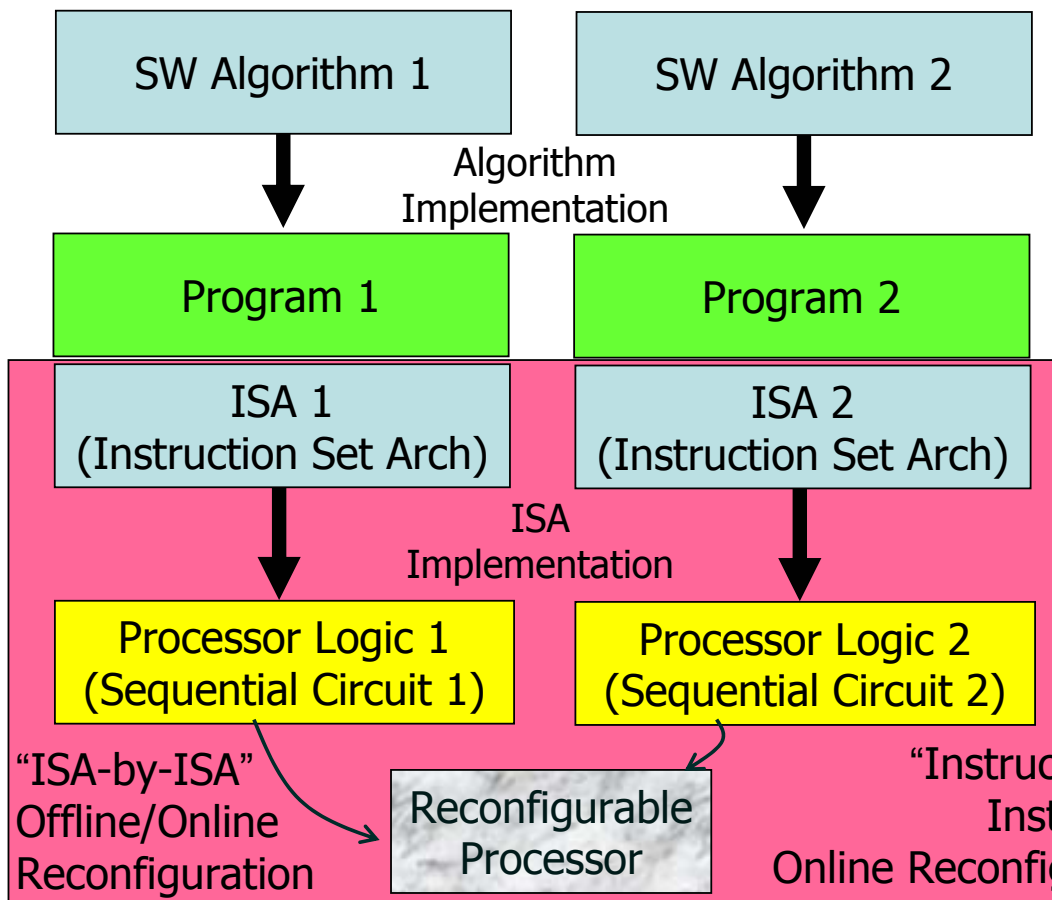 SW Algorithm 1
SW Algorithm 2
Algorithm
Implementation
Program 1
Program 2
ISA 1
(Instruction Set Arch)
ISA 2
(Instruction Set Arch)
ISA
Implementation
Processor Logic 1
(Sequential Circuit 1)
Processor Logic 2
(Sequential Circuit 2)
“ISA-by-ISA”
Offline/Online
Reconfiguration
Reconfigurable
Processor
Online